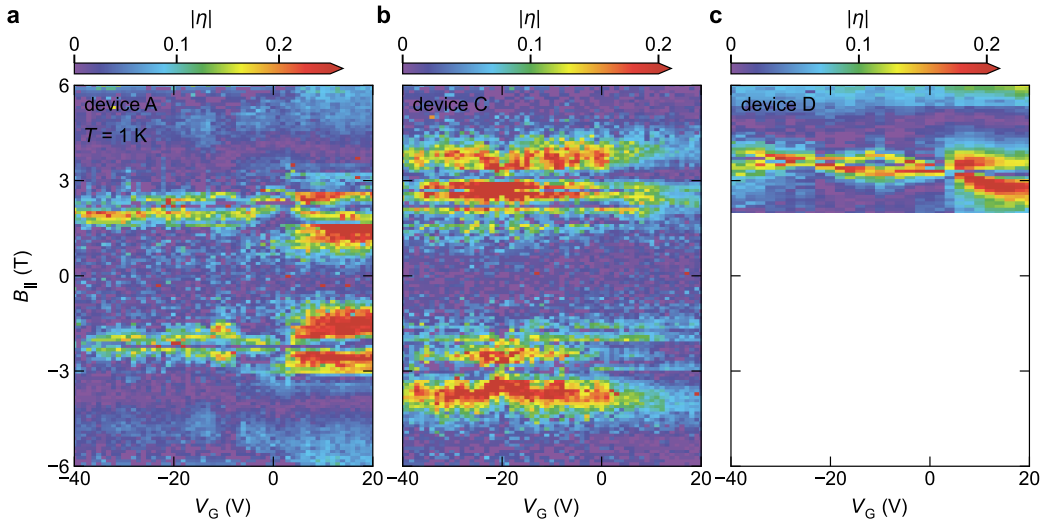 a
|η|
0 0.1 0.2
6
3
0
−3
−6
B|| (T)
device A
T = 1 K
−40 −20 0 20
VG (V)
b
|η|
0 0.1 0.2
device C
−40 −20 0 20
VG (V)
c
|η|
0 0.1 0.2
device D
−40 −20 0 20
VG (V)